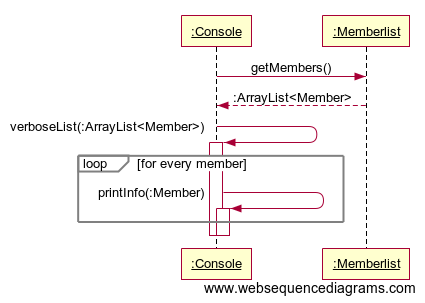 :Console
:Memberlist
getMembers()
:ArrayList<Member>
verboseList(:ArrayList<Member>)
loop
[for every member]
printInfo(:Member)
:Console
:Memberlist
www.websequencediagrams.com